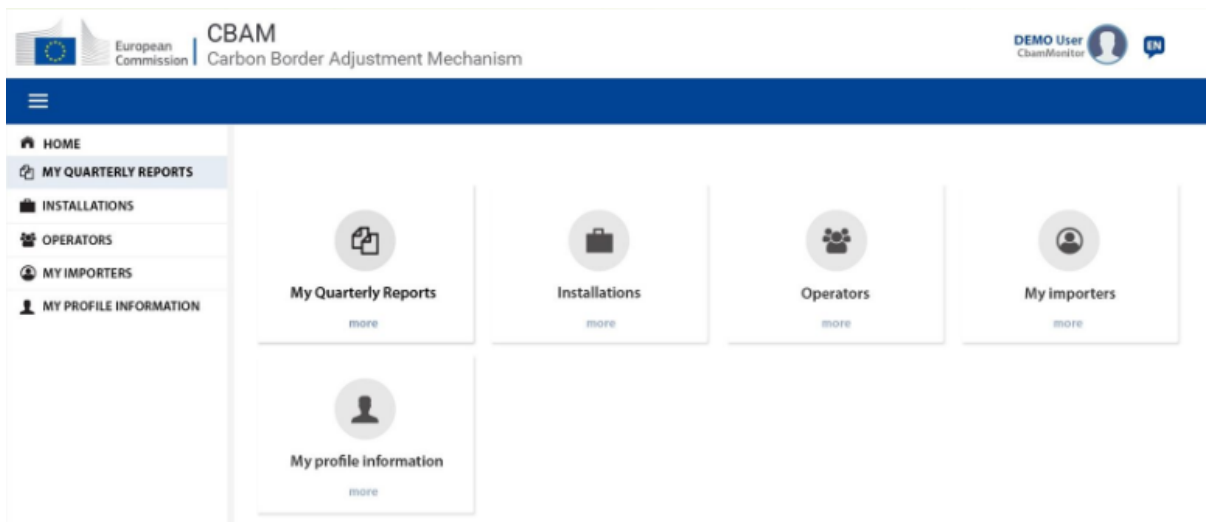 European
Commission
CBAM
Carbon Border Adjustment Mechanism
DEMO User
CbamMonitor
EN
HOME
MY QUARTERLY REPORTS
INSTALLATIONS
OPERATORS
MY IMPORTERS
MY PROFILE INFORMATION
My Quarterly Reports
more
Installations
more
Operators
more
My importers
more
My profile information
more